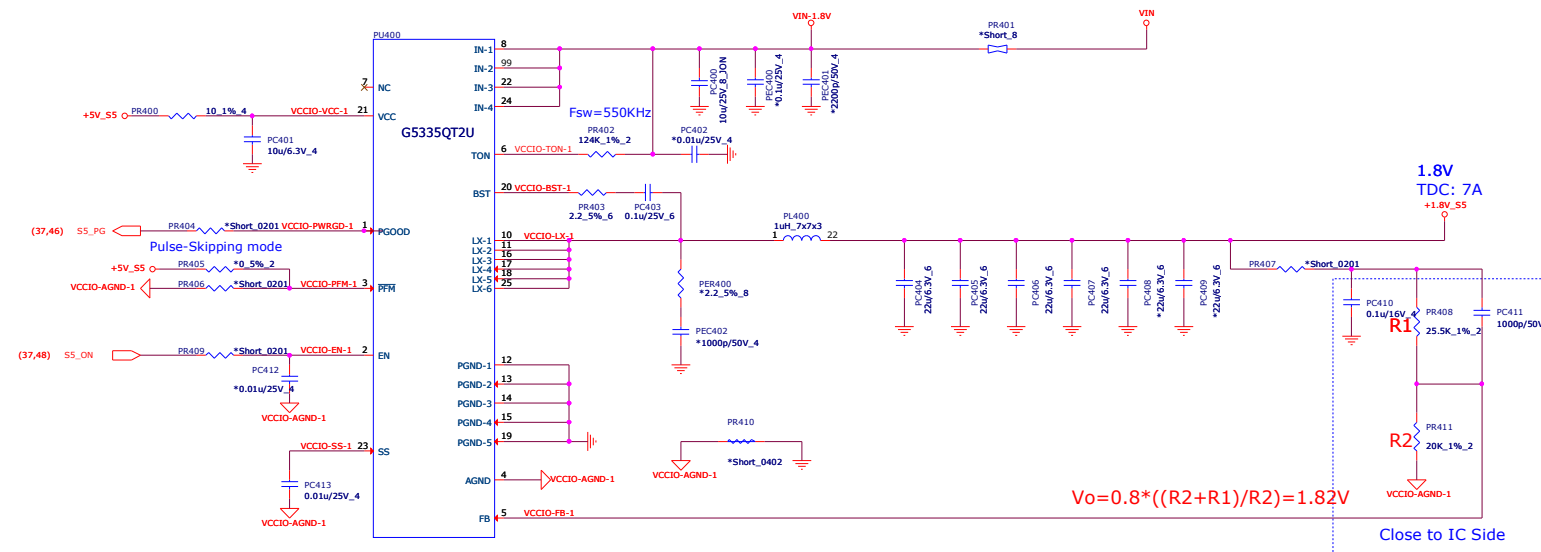 PU400
G5335QT2U
7
NC
+5V_S5
PR400
10_1%_4
VCCIO-VCC-1
21
VCC
PC401
10u/6.3V_4
(37,46)
S5_PG
PR404
*Short_0201
VCCIO-PWRGD-1
1
PGOOD
Pulse-Skipping mode
+5V_S5
PR405
*0_5%_2
VCCIO-AGND-1
PR406
*Short_0201
VCCIO-PFM-1
3
PFM
(37,48)
S5_ON
PR409
*Short_0201
VCCIO-EN-1
2
EN
PC412
*0.01u/25V_4
VCCIO-AGND-1
VCCIO-SS-1
23
SS
PC413
0.01u/25V_4
VCCIO-AGND-1
IN-1
8
IN-2
99
IN-3
22
IN-4
24
TON
6
VCCIO-TON-1
Fsw=550KHz
PR402
124K_1%_2
PC402
*0.01u/25V_4
VIN-1.8V
PR401
*Short_8
VIN
PC400
10u/25V_8_JON
PEC400
*0.1u/25V_4
PEC401
*2200p/50V_4
BST
20
VCCIO-BST-1
PR403
2.2_5%_6
PC403
0.1u/25V_6
LX-1
10
VCCIO-LX-1
LX-2
11
LX-3
16
LX-4
17
LX-5
18
LX-6
25
PL400
1uH_7x7x3
1
22
PER400
*2.2_5%_8
PEC402
*1000p/50V_4
1.8V
TDC: 7A
+1.8V_S5
PC404
22u/6.3V_6
PC405
22u/6.3V_6
PC406
22u/6.3V_6
PC407
22u/6.3V_6
PC408
*22u/6.3V_6
PC409
*22u/6.3V_6
PR407
*Short_0201
PC410
0.1u/16V_4
R1
PR408
25.5K_1%_2
PC411
1000p/50V
R2
PR411
20K_1%_2
VCCIO-AGND-1
PGND-1
12
PGND-2
13
PGND-3
14
PGND-4
15
PGND-5
19
AGND
4
VCCIO-AGND-1
PR410
*Short_0402
VCCIO-AGND-1
FB
5
VCCIO-FB-1
Vo=0.8*((R2+R1)/R2)=1.82V
Close to IC Side